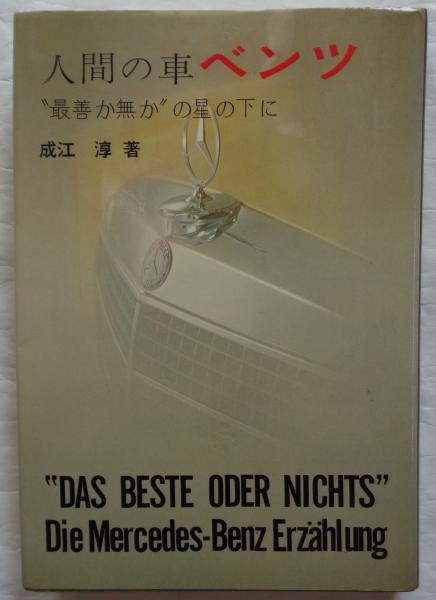 人間の車ベンツ
“最善か無か”の星の下に
成江 淳 著
“DAS BESTE ODER NICHTS”
Die Mercedes-Benz Erzählung